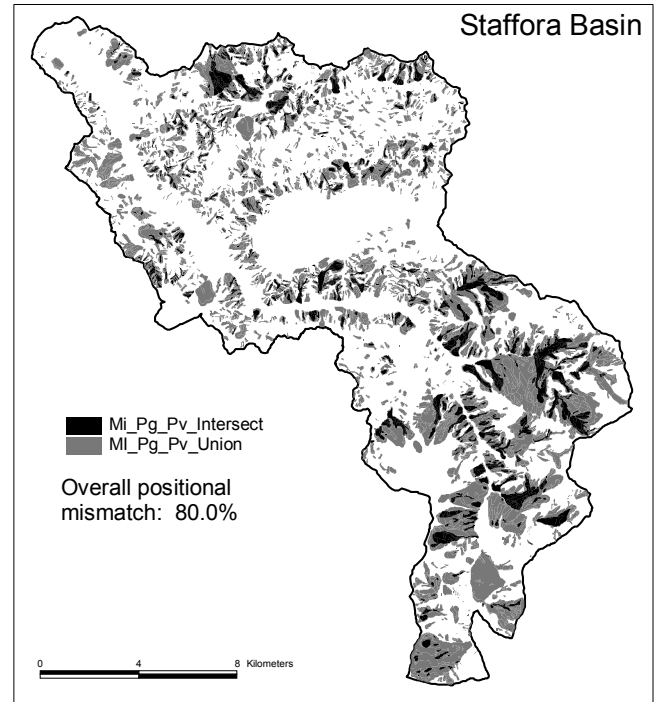 Staffora Basin
Mi_Pg_Pv_Intersect
MI_Pg_Pv_Union
Overall positional
mismatch: 80.0%
0 4 8 Kilometers